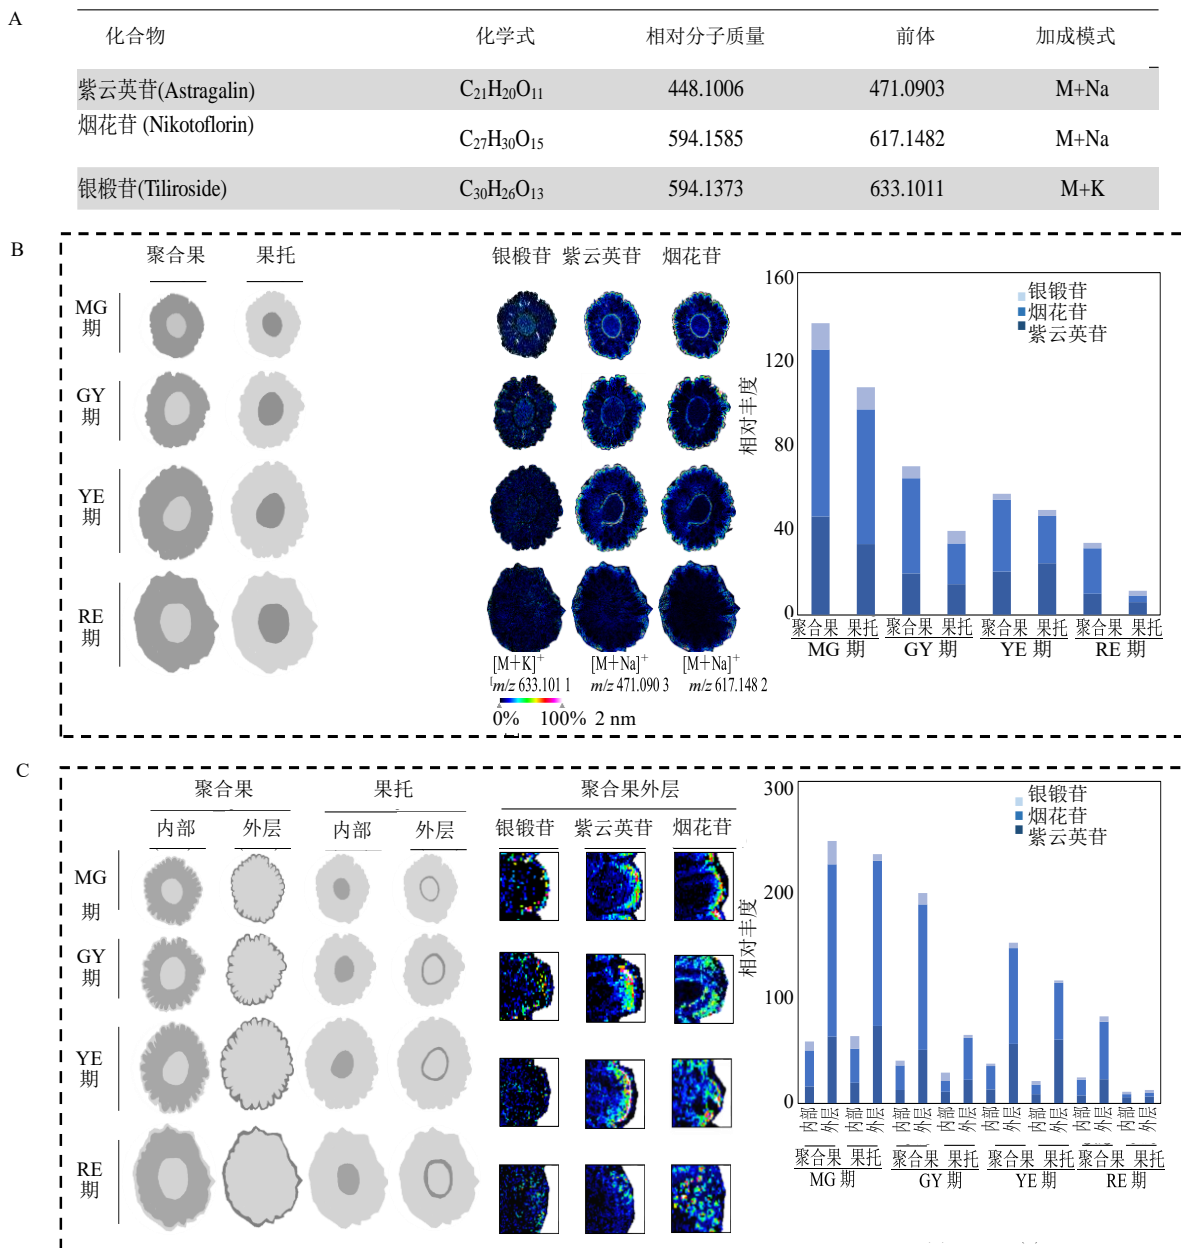 A
化合物 化学式 相对分子质量 前体 加成模式
紫云英苷(Astragalin) C₂₁H₂₀O₁₁ 448.1006 471.0903 M+Na
烟花苷 (Nikotoflorin) C₂₇H₃₀O₁₅ 594.1585 617.1482 M+Na
银椴苷(Tiliroside) C₃₀H₂₆O₁₃ 594.1373 633.1011 M+K
B
聚合果 果托
MG
期
GY
期
YE
期
RE
期
银椴苷 紫云英苷 烟花苷
[M+K]⁺ [M+Na]⁺ [M+Na]⁺
m/z 633.101 1 m/z 471.090 3 m/z 617.148 2
0% 100% 2 nm
相对丰度
160
120
80
40
0
银锻苷
烟花苷
紫云英苷
聚合果 果托 聚合果 果托 聚合果 果托 聚合果 果托
MG 期 GY 期 YE 期 RE 期
C
聚合果 果托
内部 外层 内部 外层
MG
期
GY
期
YE
期
RE
期
聚合果外层
银锻苷 紫云英苷 烟花苷
相对丰度
300
200
100
0
银锻苷
烟花苷
紫云英苷
内部 外层 内部 外层 内部 外层 内部 外层 内部 外层 内部 外层 内部 外层 内部 外层
聚合果 果托 聚合果 果托 聚合果 果托 聚合果 果托
MG 期 GY 期 YE 期 RE 期